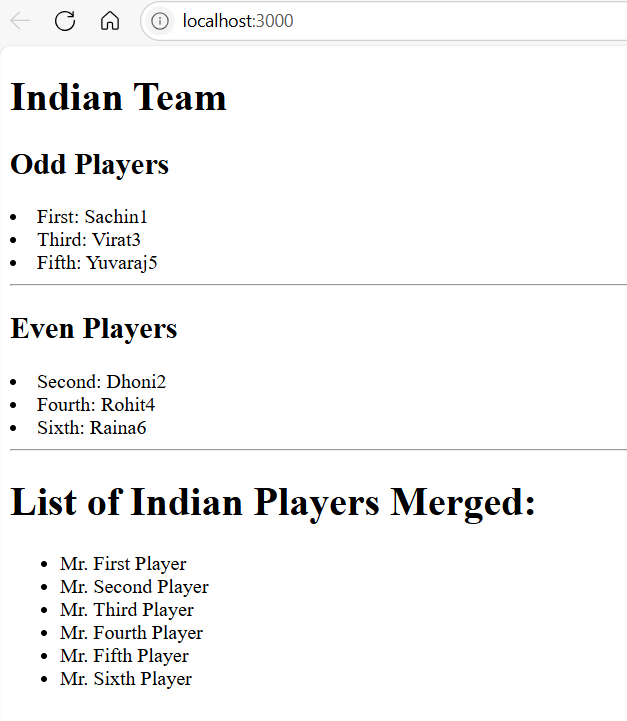 localhost:3000
Indian Team
Odd Players
First: Sachin1
Third: Virat3
Fifth: Yuvaraj5
Even Players
Second: Dhoni2
Fourth: Rohit4
Sixth: Raina6
List of Indian Players Merged:
Mr. First Player
Mr. Second Player
Mr. Third Player
Mr. Fourth Player
Mr. Fifth Player
Mr. Sixth Player